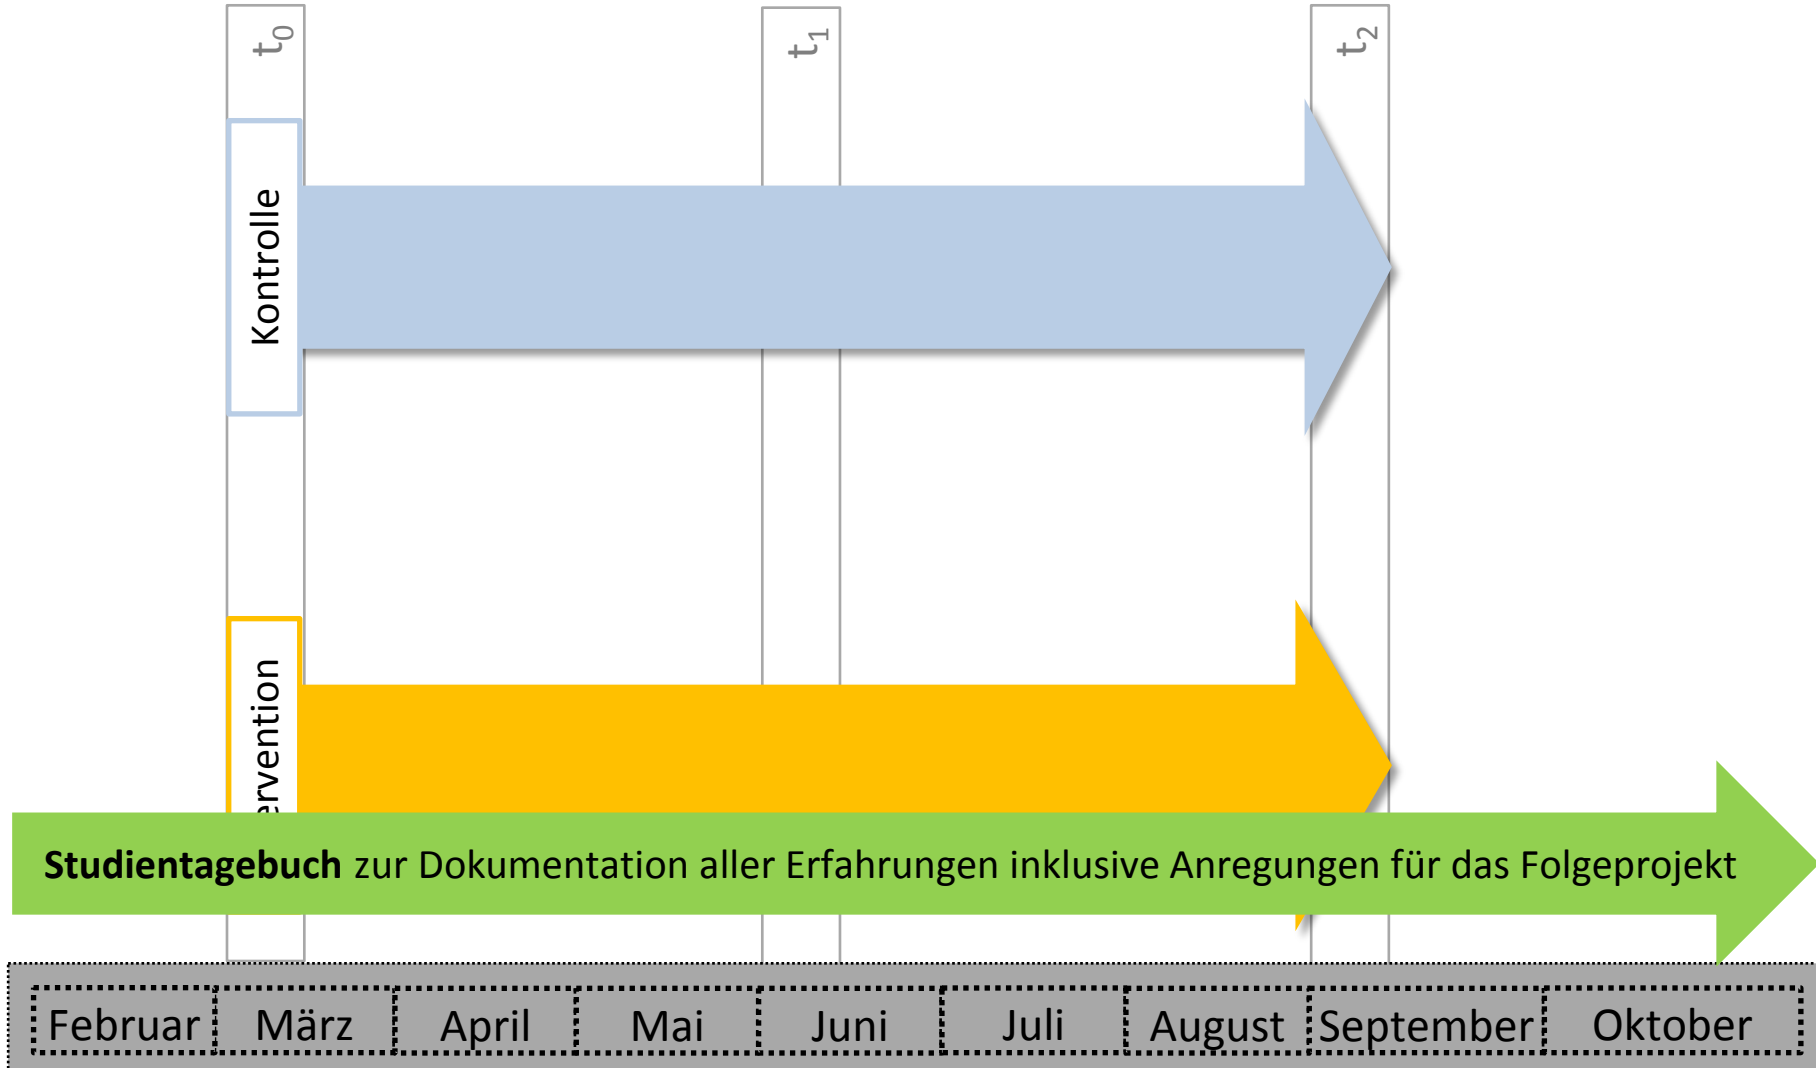 t₀
t₁
t₂
Kontrolle
ervention
Studientagebuch zur Dokumentation aller Erfahrungen inklusive Anregungen für das Folgeprojekt
Februar
März
April
Mai
Juni
Juli
August
September
Oktober